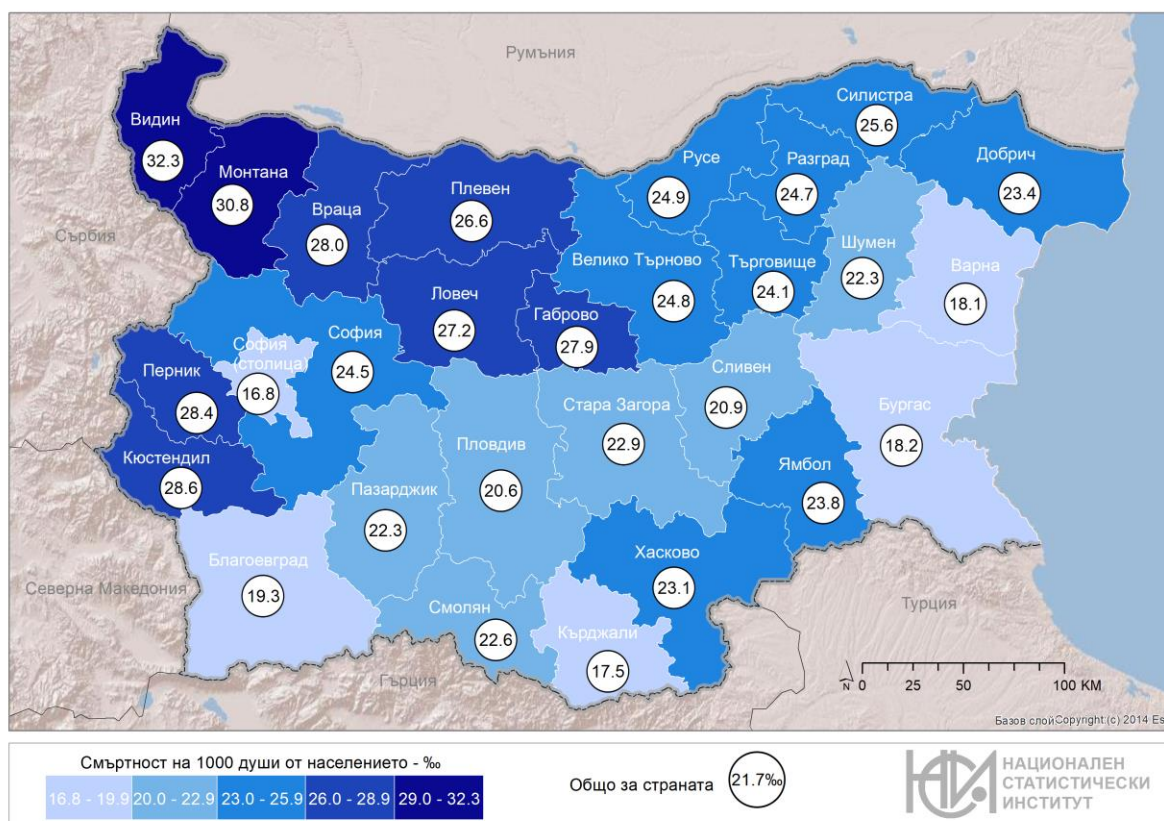 Румъния
Силистра
25.6
Видин
32.3
Монтана
30.8
Враца
28.0
Плевен
26.6
Русе
24.9
Разград
24.7
Добрич
23.4
Сърбия
Велико Търново
24.8
Търговище
24.1
Шумен
22.3
Варна
18.1
Ловеч
27.2
Габрово
27.9
София
24.5
София
(столица)
16.8
Перник
28.4
Сливен
20.9
Стара Загора
22.9
Бургас
18.2
Пловдив
20.6
Кюстендил
28.6
Ямбол
23.8
Пазарджик
22.3
Благоевград
19.3
Хасково
23.1
Северна Македония
Смолян
22.6
Кърджали
17.5
Турция
Гърция
N
0 25 50 100 KM
Базов слойCopyright:(c) 2014 Es
Смъртност на 1000 души от населението - ‰
16.8 - 19.9 20.0 - 22.9 23.0 - 25.9 26.0 - 28.9 29.0 - 32.3
Общо за страната 21.7‰
НСИ
НАЦИОНАЛЕН
СТАТИСТИЧЕСКИ
ИНСТИТУТ